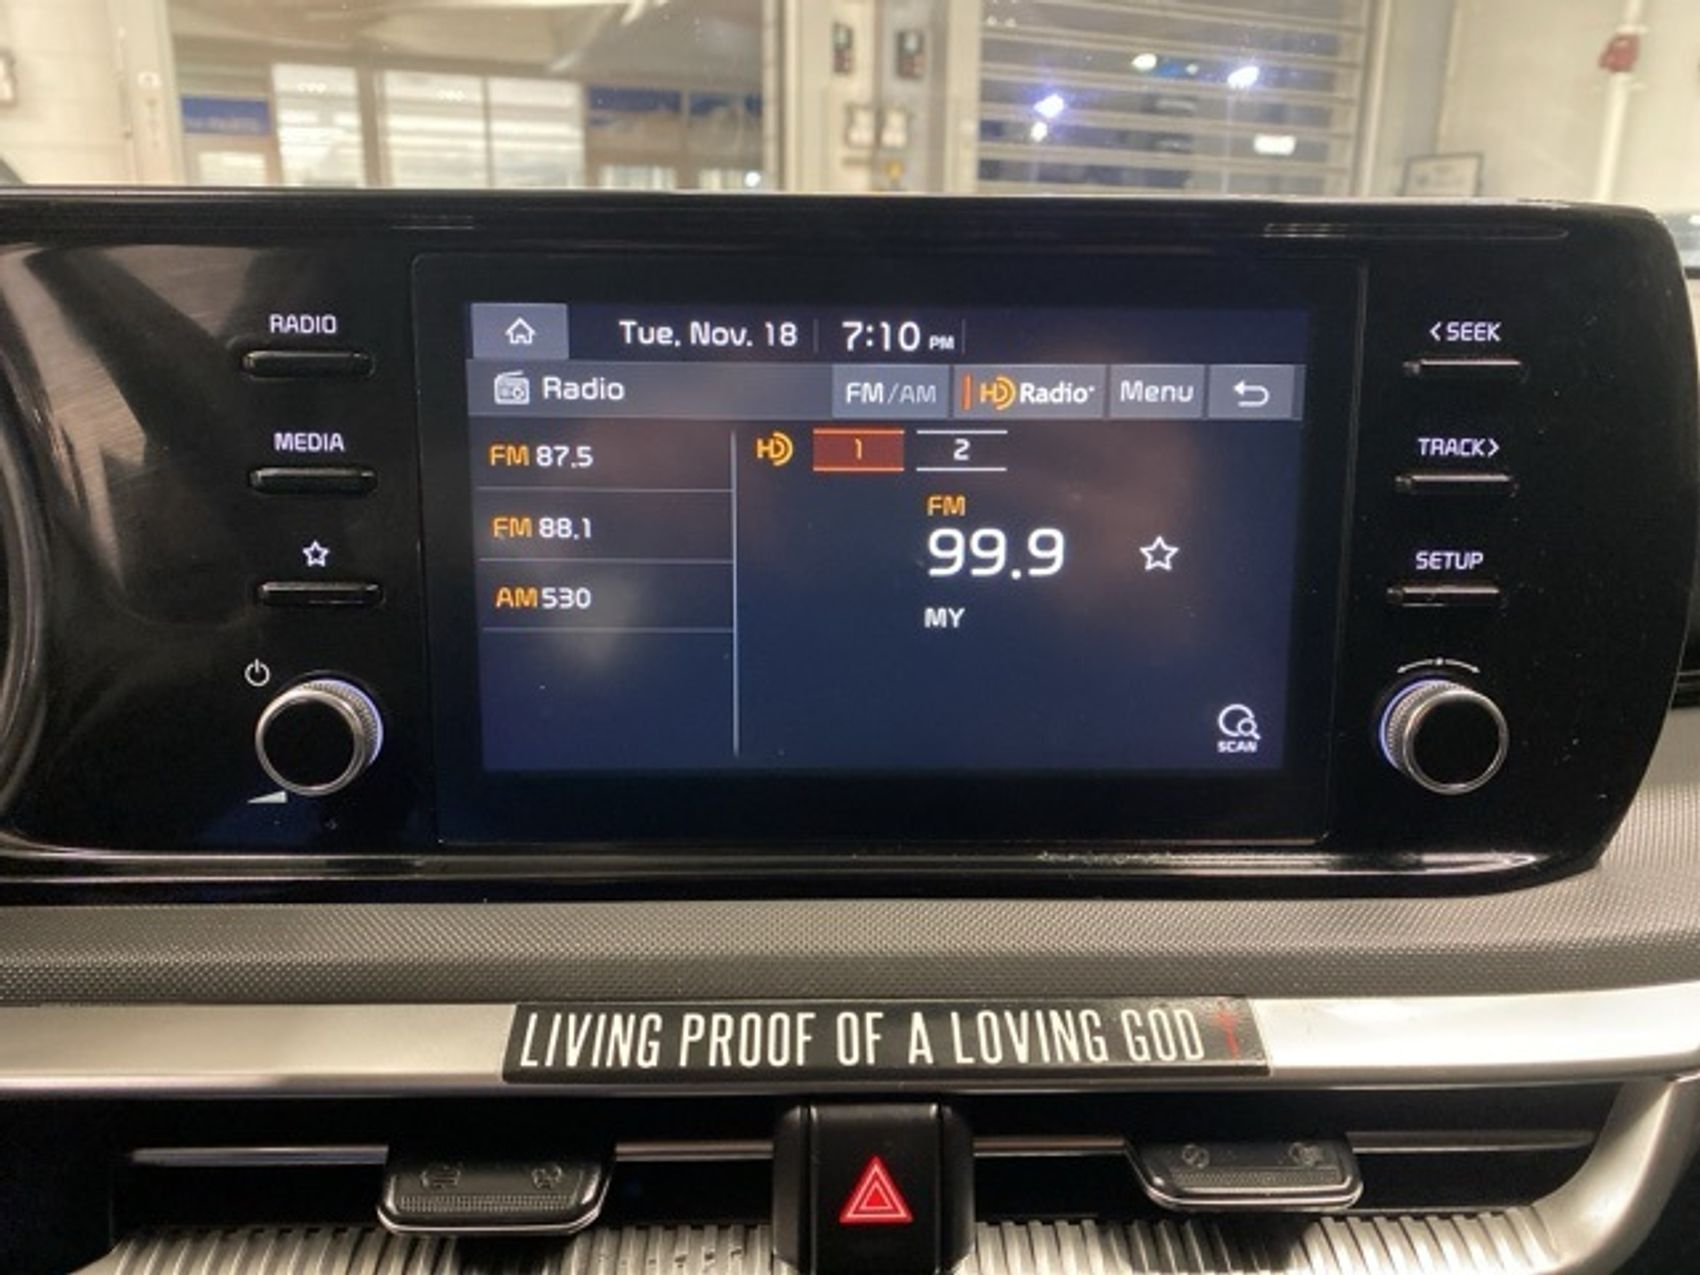 RADIO
MEDIA
<SEEK
TRACK>
SETUP
Tue. Nov. 18 7:10 PM
Radio FM/AM HD Radio Menu
FM 87.5
FM 88.1
AM 530
HD 1 2
FM
99.9
MY
SCAN
LIVING PROOF OF A LOVING GOD